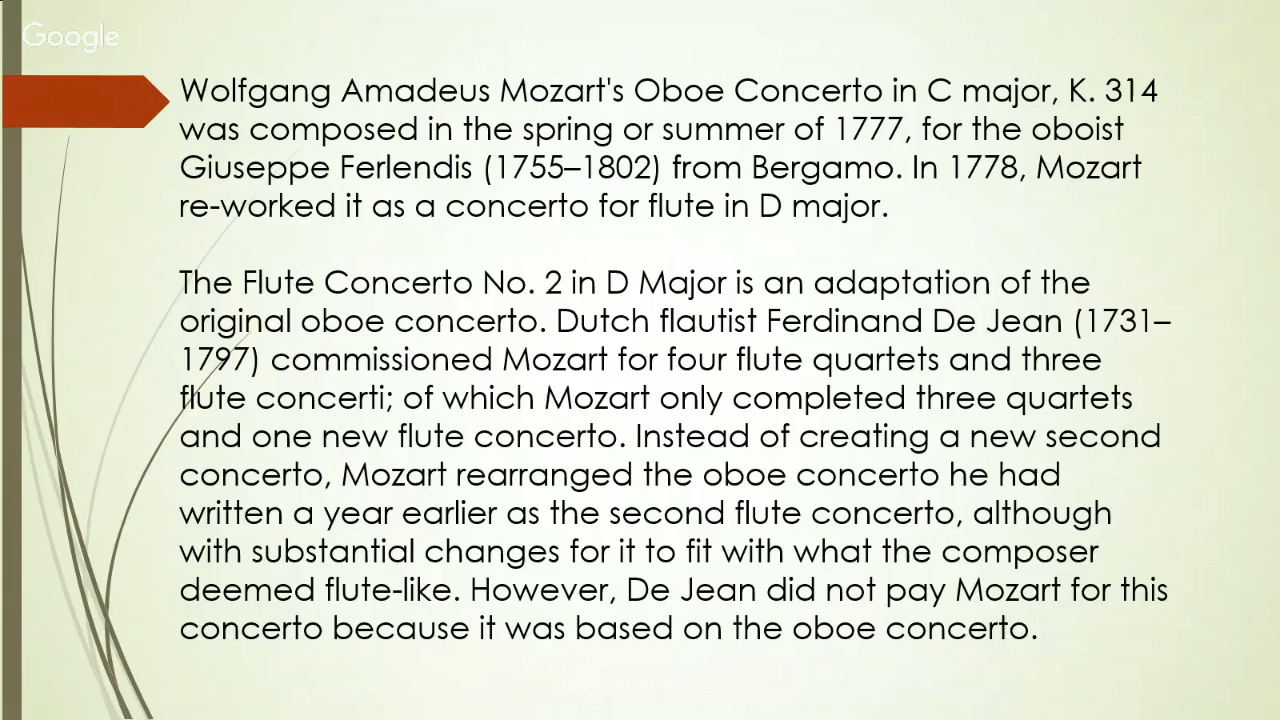 Google
Wolfgang Amadeus Mozart's Oboe Concerto in C major, K. 314
was composed in the spring or summer of 1777, for the oboist
Giuseppe Ferlendis (1755–1802) from Bergamo. In 1778, Mozart
re-worked it as a concerto for flute in D major.
The Flute Concerto No. 2 in D Major is an adaptation of the
original oboe concerto. Dutch flautist Ferdinand De Jean (1731–
1797) commissioned Mozart for four flute quartets and three
flute concerti; of which Mozart only completed three quartets
and one new flute concerto. Instead of creating a new second
concerto, Mozart rearranged the oboe concerto he had
written a year earlier as the second flute concerto, although
with substantial changes for it to fit with what the composer
deemed flute-like. However, De Jean did not pay Mozart for this
concerto because it was based on the oboe concerto.